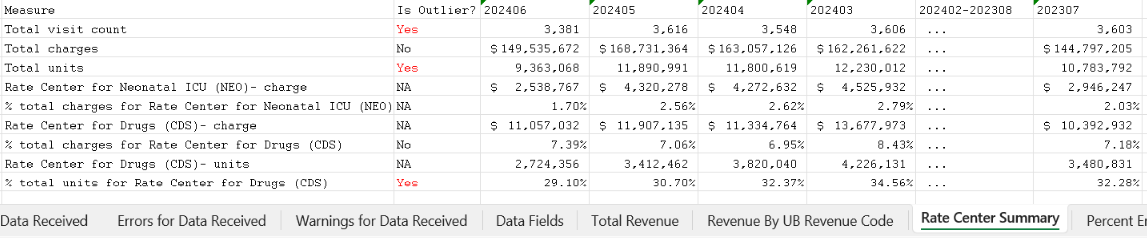 Measure Is Outlier? 202406 202405 202404 202403 202402-202308 202307
Total visit count Yes 3,381 3,616 3,548 3,606 ... 3,603
Total charges No $149,535,672 $168,731,364 $163,057,126 $162,261,622 ... $144,797,205
Total units Yes 9,363,068 11,890,991 11,800,619 12,230,012 ... 10,783,792
Rate Center for Neonatal ICU (NEO)- charge NA $ 2,538,767 $ 4,320,278 $ 4,272,632 $ 4,525,932 ... $ 2,946,247
% total charges for Rate Center for Neonatal ICU (NEO) NA 1.70% 2.56% 2.62% 2.79% ... 2.03%
Rate Center for Drugs (CDS)- charge NA $ 11,057,032 $ 11,907,135 $ 11,334,764 $ 13,677,973 ... $ 10,392,932
% total charges for Rate Center for Drugs (CDS) No 7.39% 7.06% 6.95% 8.43% ... 7.18%
Rate Center for Drugs (CDS)- units NA 2,724,356 3,412,462 3,820,040 4,226,131 ... 3,480,831
% total units for Rate Center for Drugs (CDS) Yes 29.10% 30.70% 32.37% 34.56% ... 32.28%
Data Received Errors for Data Received Warnings for Data Received Data Fields Total Revenue Revenue By UB Revenue Code Rate Center Summary Percent Er